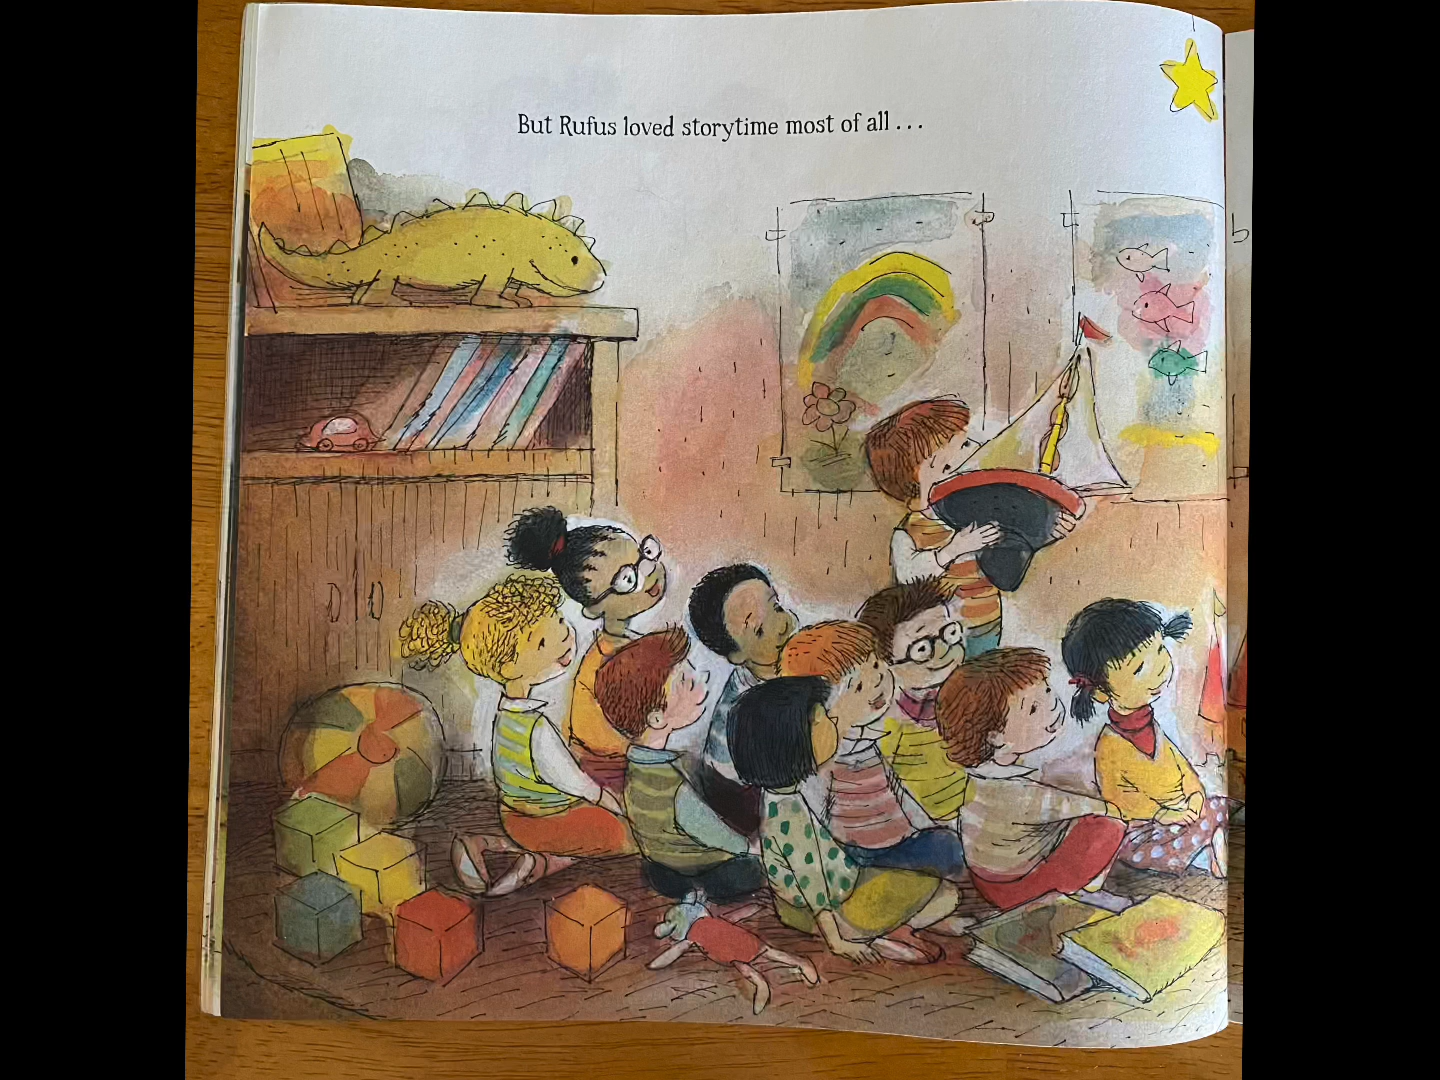 But Rufus loved storytime most of all . . .